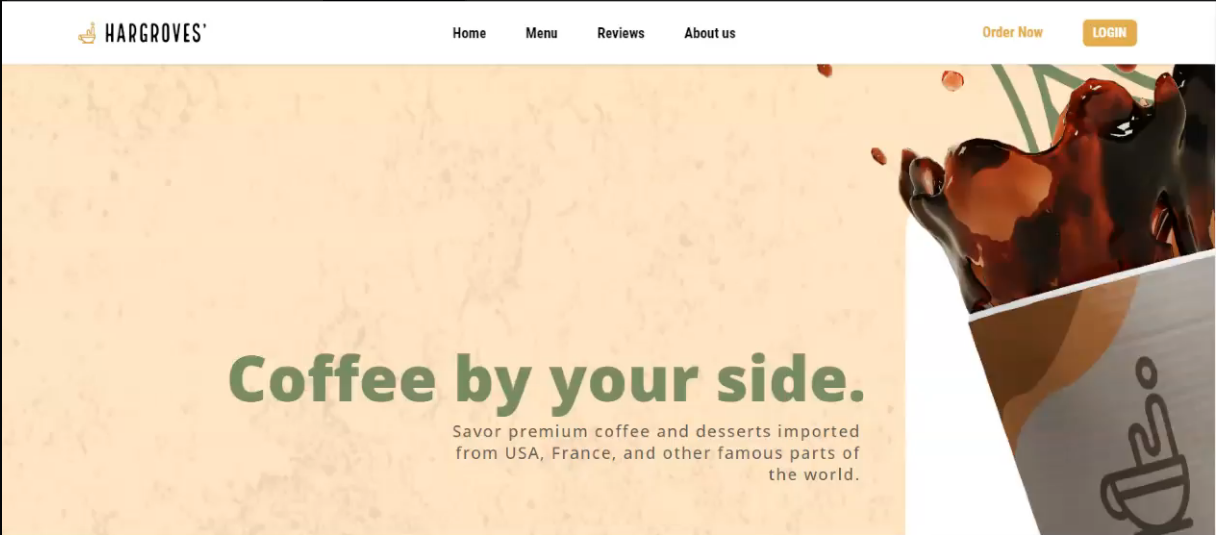 HARGROVES'
Home Menu Reviews About us Order Now LOGIN
Coffee by your side.
Savor premium coffee and desserts imported
from USA, France, and other famous parts of
the world.